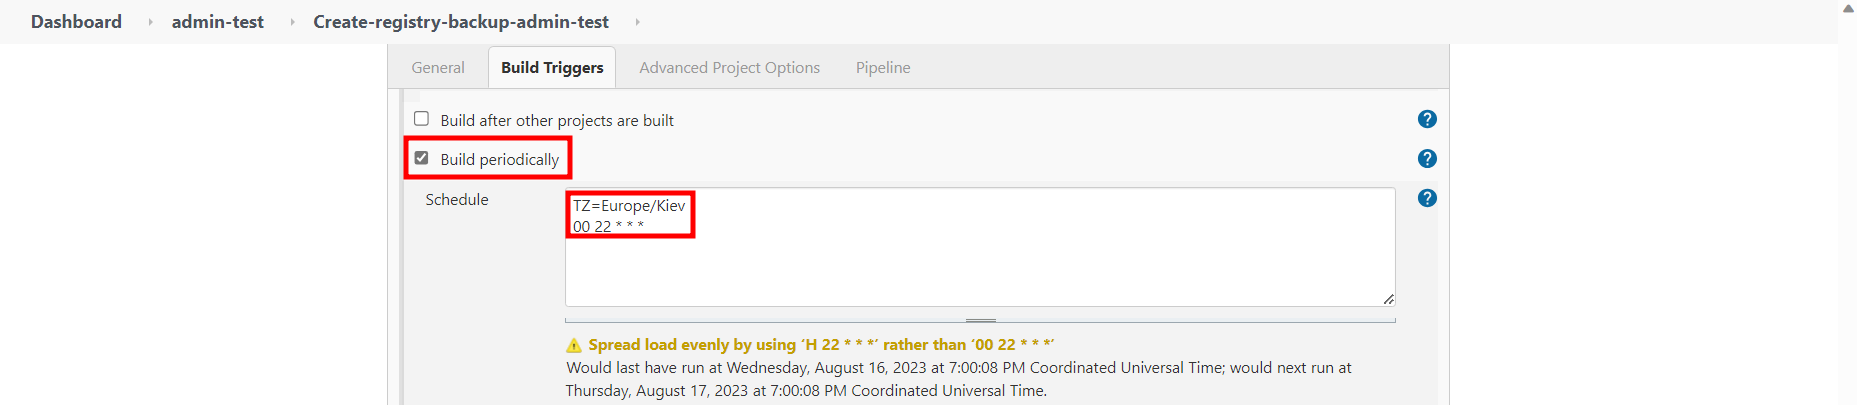 Dashboard admin-test Create-registry-backup-admin-test
General Build Triggers Advanced Project Options Pipeline
Build after other projects are built ?
Build periodically ?
Schedule ?
TZ=Europe/Kiev
00 22 * * *
Spread load evenly by using ‘H 22 * * *’ rather than ‘00 22 * * *’
Would last have run at Wednesday, August 16, 2023 at 7:00:08 PM Coordinated Universal Time; would next run at
Thursday, August 17, 2023 at 7:00:08 PM Coordinated Universal Time.